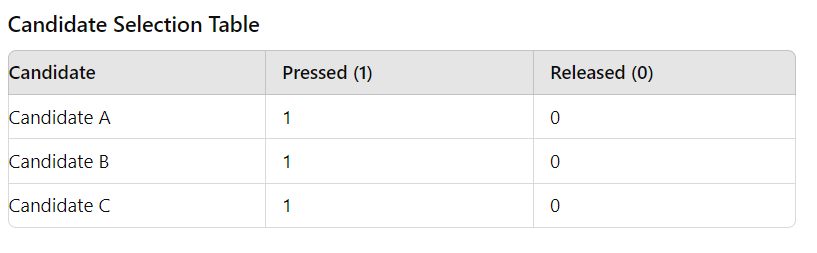 Candidate Selection Table
Candidate Pressed (1) Released (0)
Candidate A 1 0
Candidate B 1 0
Candidate C 1 0